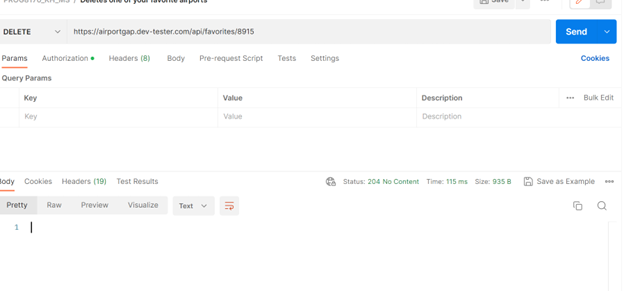 Deletes one of your favorite airports
Save
DELETE https://airportgap.dev-tester.com/api/favorites/8915 Send
Params Authorization Headers (8) Body Pre-request Script Tests Settings Cookies
Query Params
Key Value Description Bulk Edit
Key Value Description
Body Cookies Headers (19) Test Results Status: 204 No Content Time: 115 ms Size: 935 B Save as Example
Pretty Raw Preview Visualize Text
1